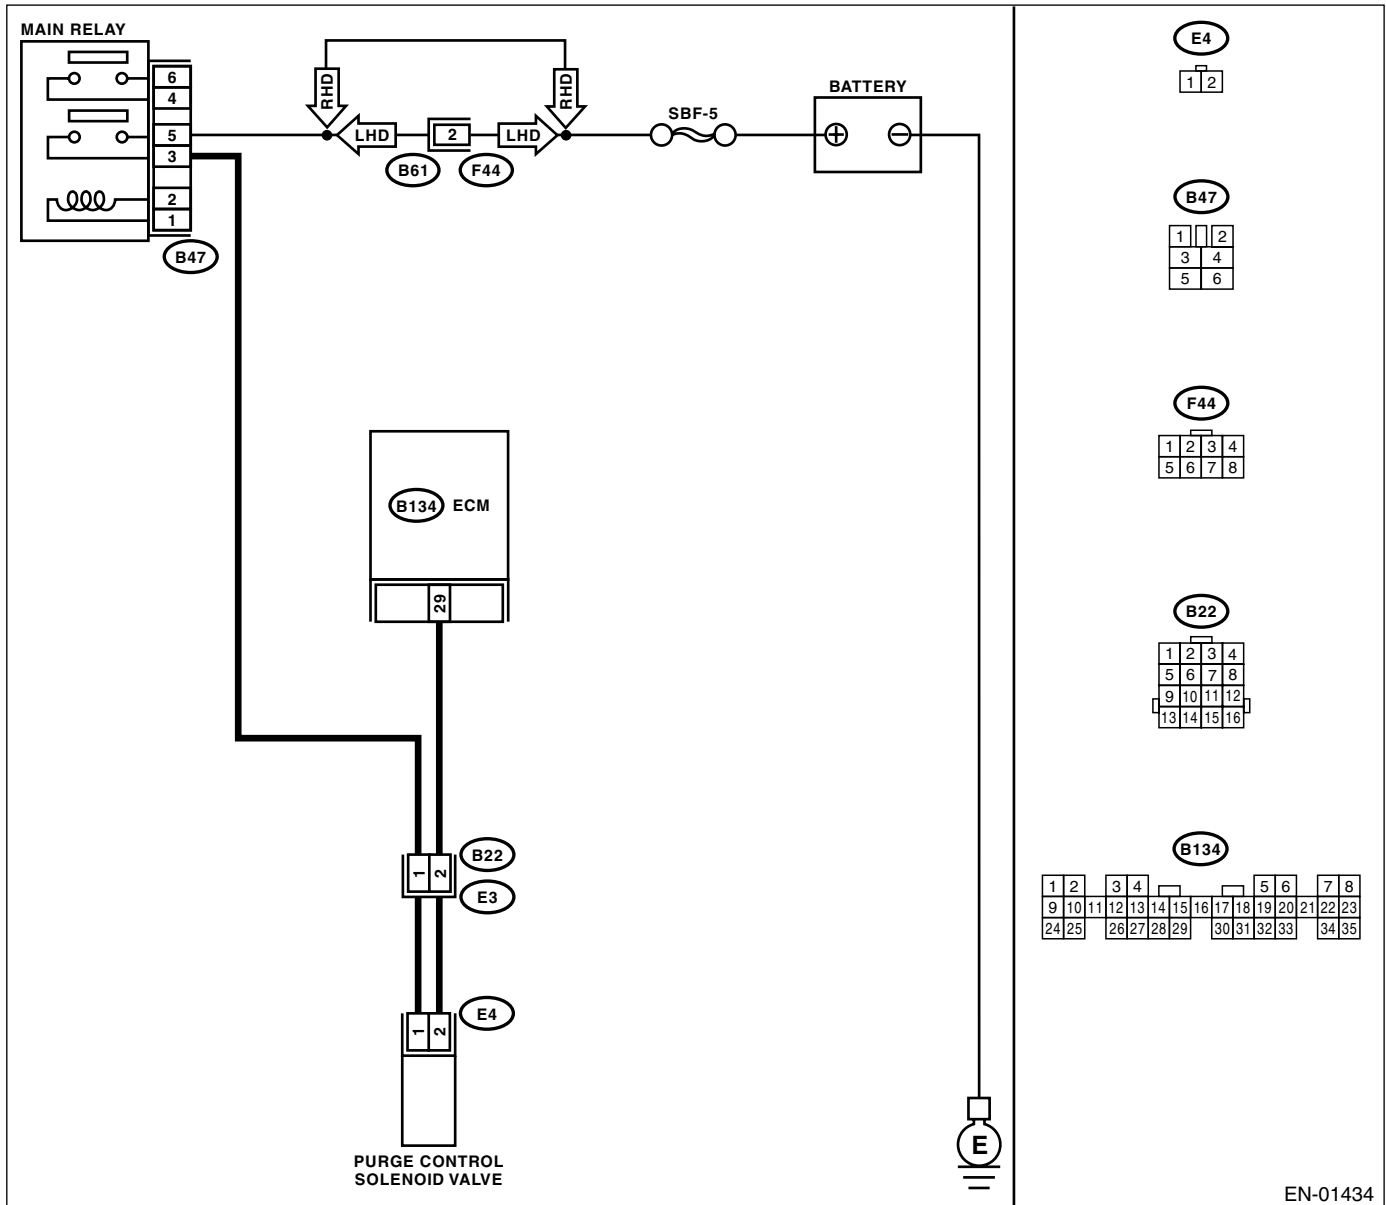 MAIN RELAY
6
4
5
3
2
1
B47
RHD
RHD
LHD
2
LHD
B61
F44
SBF-5
BATTERY
+
−
B134 ECM
29
B22
1 2
E3
E4
1 2
PURGE CONTROL
SOLENOID VALVE
E
E4
1 2
B47
1 2
3 4
5 6
F44
1 2 3 4
5 6 7 8
B22
1 2 3 4
5 6 7 8
9 10 11 12
13 14 15 16
B134
1 2 3 4 5 6 7 8
9 10 11 12 13 14 15 16 17 18 19 20 21 22 23
24 25 26 27 28 29 30 31 32 33 34 35
EN-01434